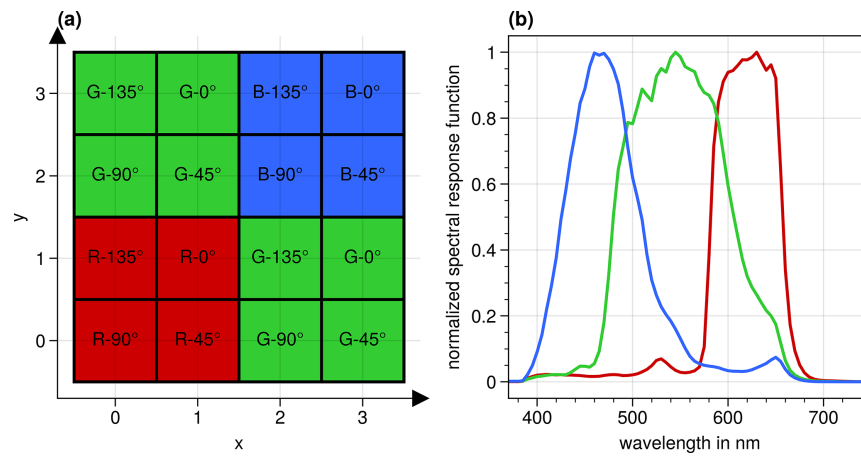 (a)
3
2
1
0
y
G-135° G-0° B-135° B-0°
G-90° G-45° B-90° B-45°
R-135° R-0° G-135° G-0°
R-90° R-45° G-90° G-45°
0 1 2 3
x
(b)
normalized spectral response function
1
0.8
0.6
0.4
0.2
0
400 500 600 700
wavelength in nm